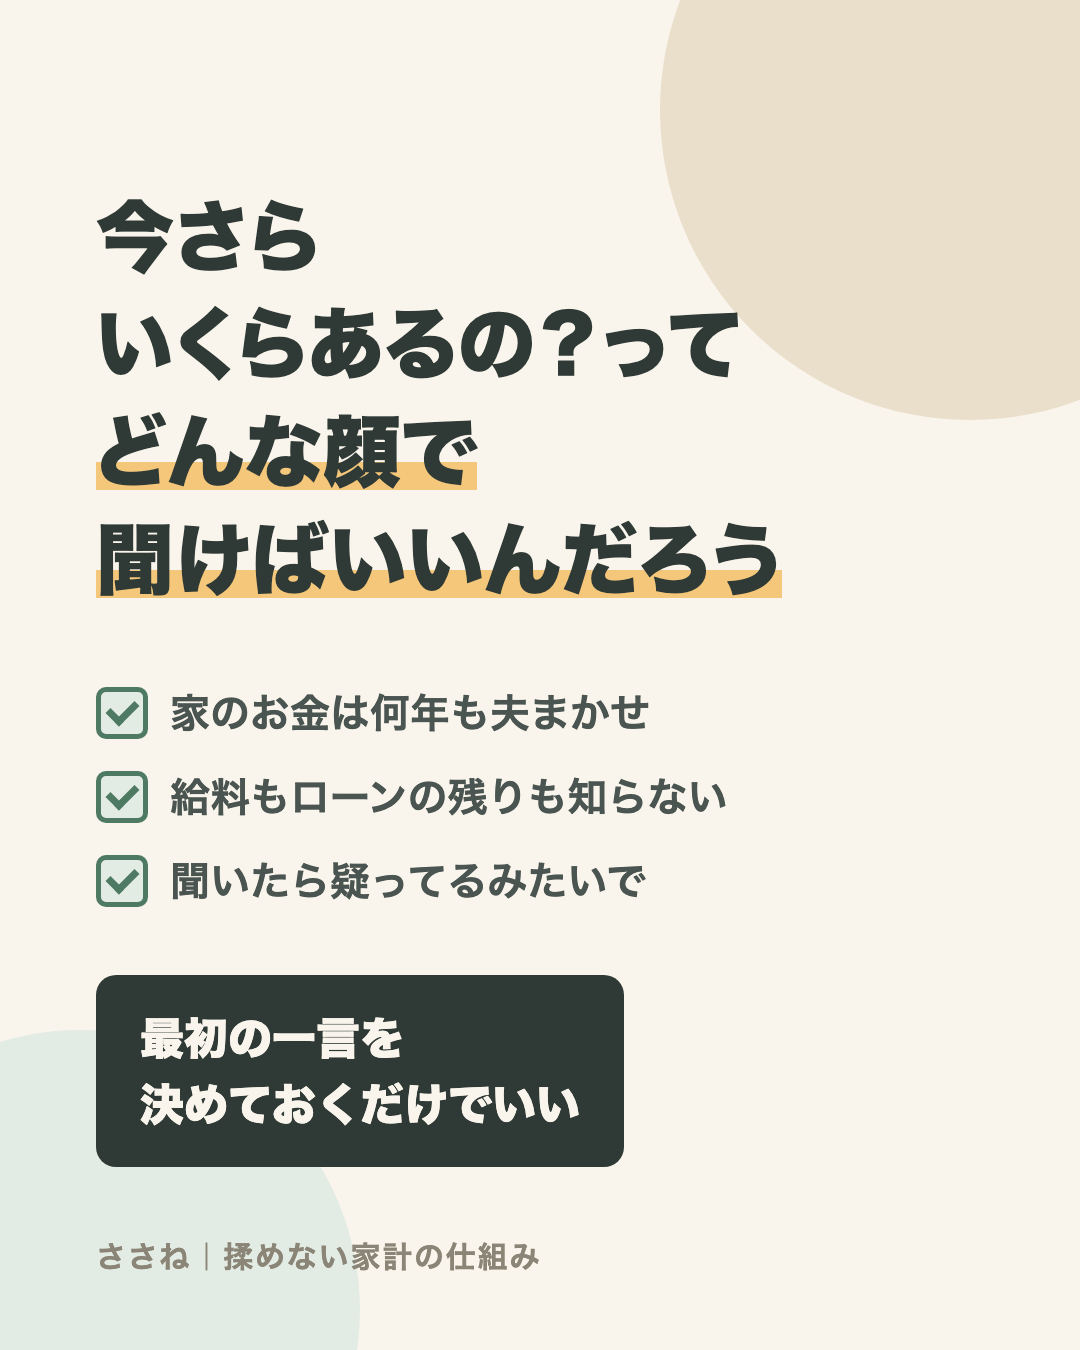 今さら
いくらあるの？って
どんな顔で
聞けばいいんだろう
家のお金は何年も夫まかせ
給料もローンの残りも知らない
聞いたら疑ってるみたいで
最初の一言を
決めておくだけでいい
ささね｜揉めない家計の仕組み